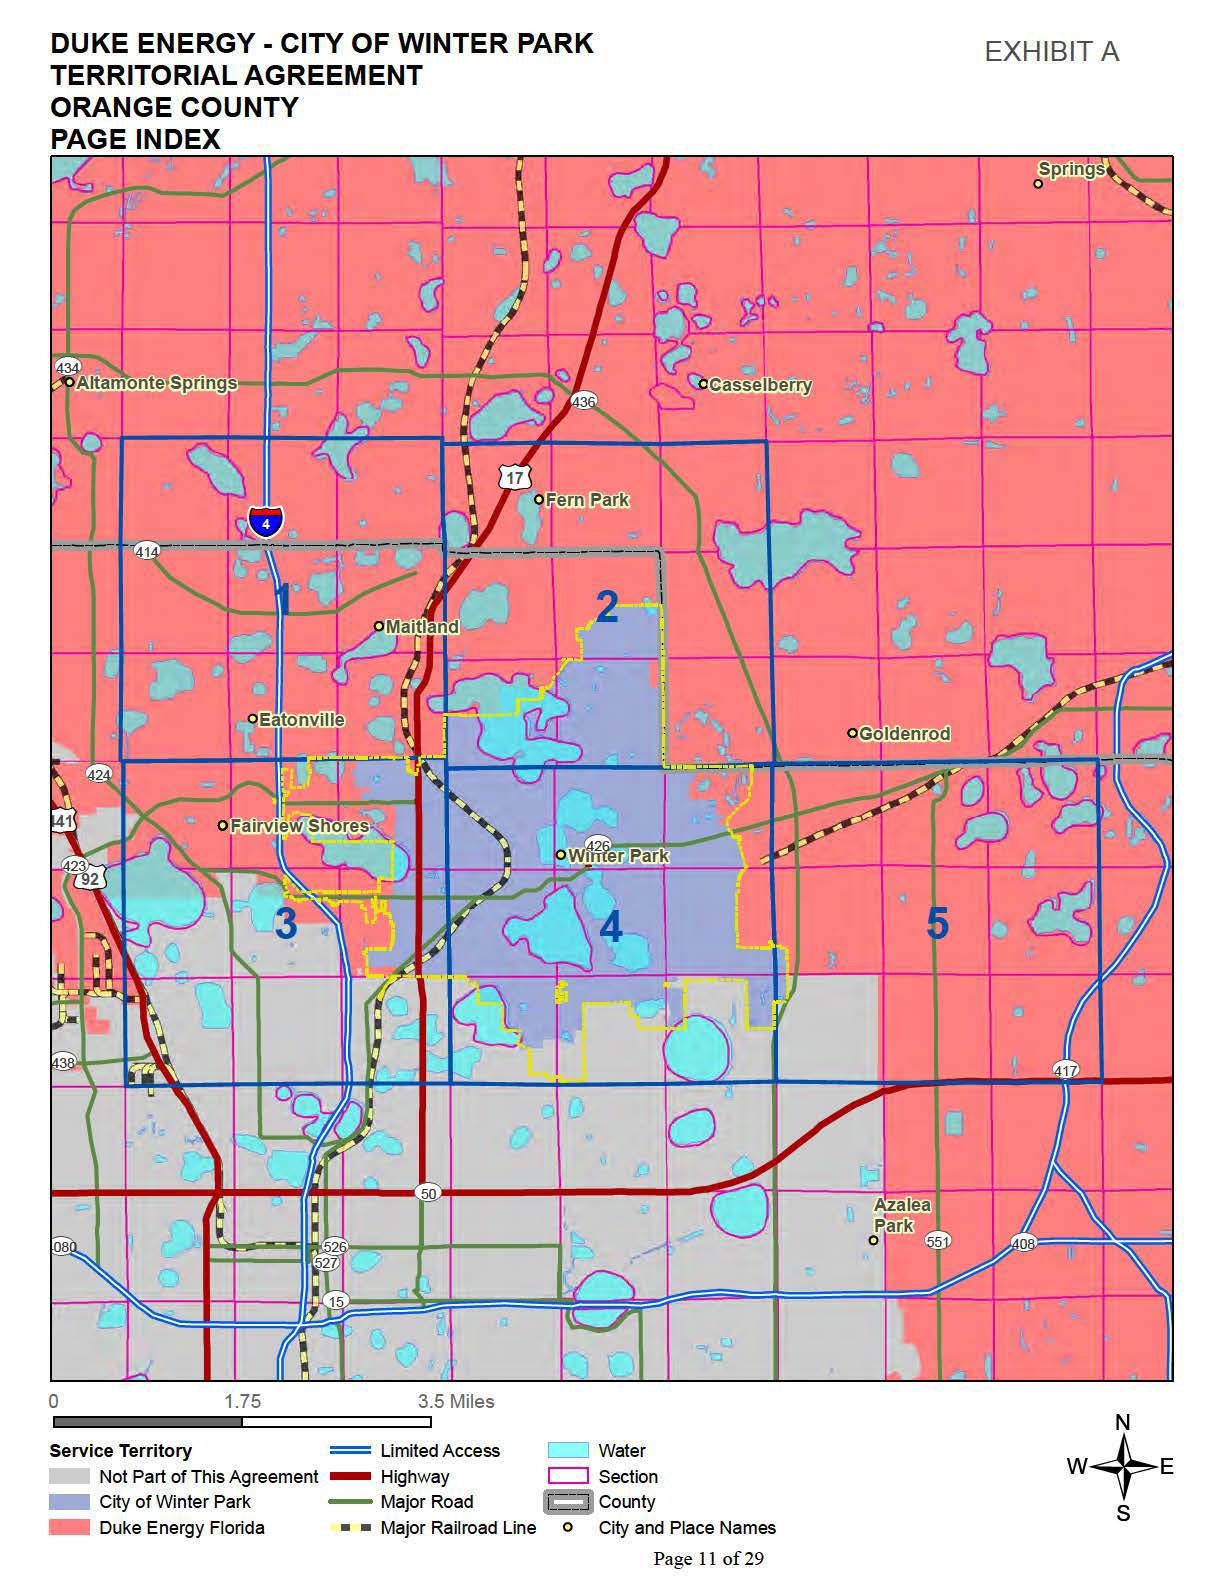 DUKE ENERGY - CITY OF WINTER PARK
TERRITORIAL AGREEMENT
ORANGE COUNTY
PAGE INDEX
EXHIBIT A
Springs
434
Altamonte Springs
Casselberry
436
17
Fern Park
4
414
1
2
Maitland
Eatonville
Goldenrod
424
441
Fairview Shores
426
Winter Park
423
92
3
4
5
438
417
50
Azalea
Park
080
526
527
551
408
15
0
1.75
3.5 Miles
Service Territory
Not Part of This Agreement
City of Winter Park
Duke Energy Florida
Limited Access
Highway
Major Road
Major Railroad Line
Water
Section
County
City and Place Names
N
W
E
S
Page 11 of 29